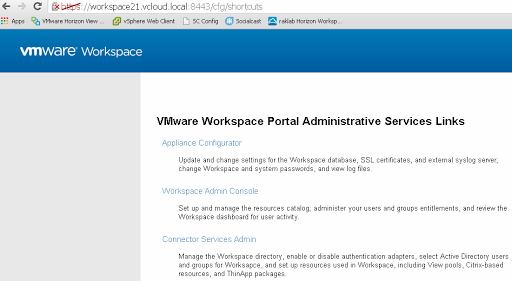 https://workspace21.vcloud.local:8443/cfg/shortcuts
Apps VMware Horizon View ... vSphere Web Client SC Config Socialcast naklab Horizon Worksp...
vmware Workspace
VMware Workspace Portal Administrative Services Links
Appliance Configurator
Update and change settings for the Workspace database, SSL certificates, and external syslog server,
change Workspace and system passwords, and view log files.
Workspace Admin Console
Set up and manage the resources catalog, administer your users and groups entitlements, and review the
Workspace dashboard for user activity.
Connector Services Admin
Manage the Workspace directory, enable or disable authentication adapters, select Active Directory users
and groups for Worksapce, and set up resources used in Workspace, including View pools, Citrix-based
resources, and ThinApp packages.